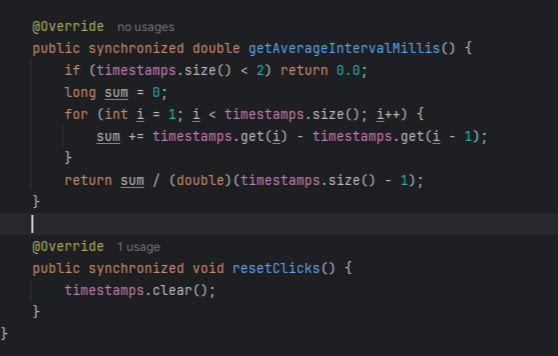 @Override no usages
public synchronized double getAverageIntervalMillis() {
if (timestamps.size() < 2) return 0.0;
long sum = 0;
for (int i = 1; i < timestamps.size(); i++) {
sum += timestamps.get(i) - timestamps.get(i - 1);
}
return sum / (double)(timestamps.size() - 1);
}
@Override 1 usage
public synchronized void resetClicks() {
timestamps.clear();
}
}